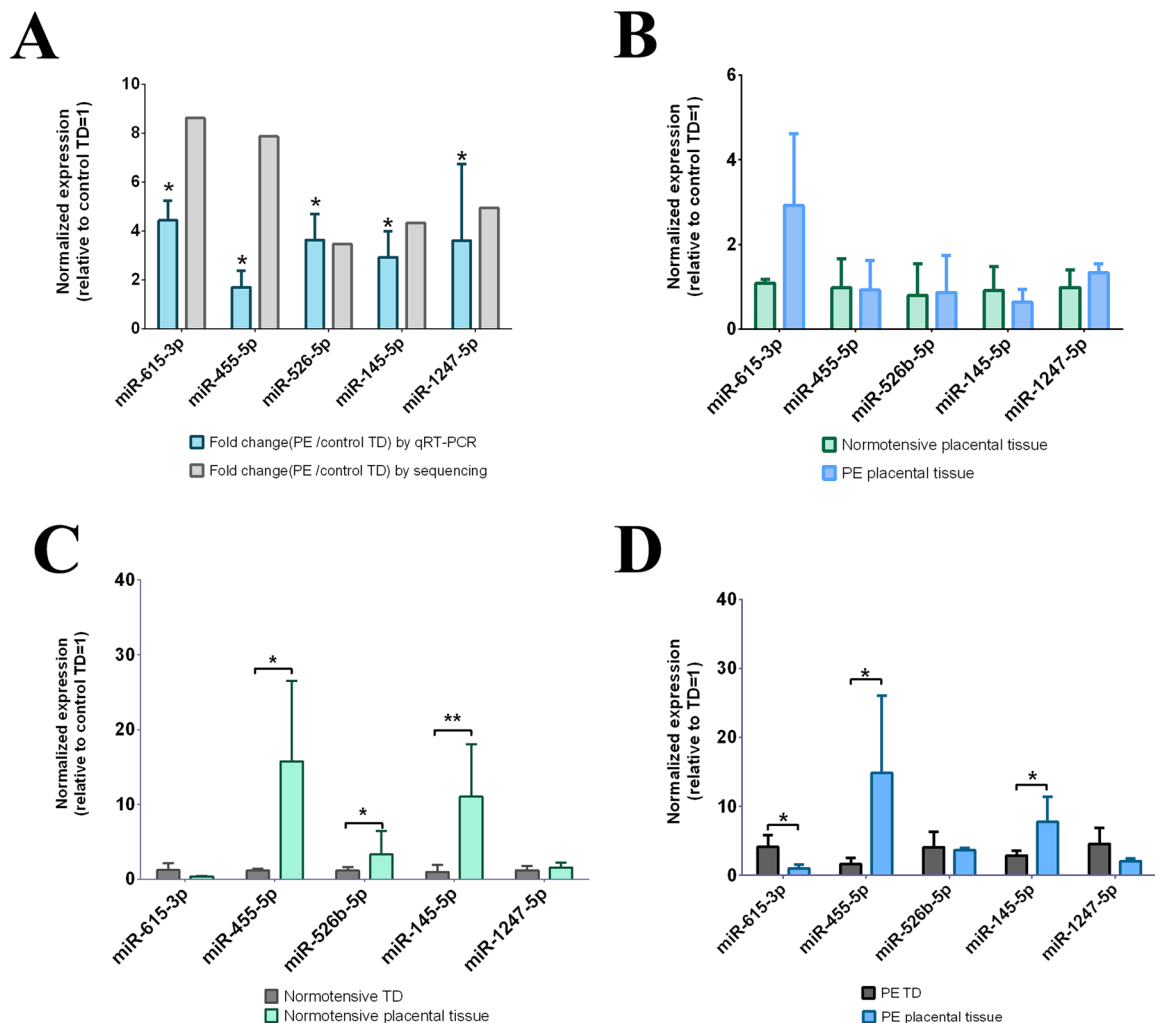 A
Normalized expression
(relative to control TD=1)
10
8
6
4
2
0
*
*
*
*
*
miR-615-3p
miR-455-5p
miR-526-5p
miR-145-5p
miR-1247-5p
Fold change(PE /control TD) by qRT-PCR
Fold change(PE /control TD) by sequencing
B
Normalized expression
(relative to control TD=1)
6
4
2
0
miR-615-3p
miR-455-5p
miR-526b-5p
miR-145-5p
miR-1247-5p
Normotensive placental tissue
PE placental tissue
C
Normalized expression
(relative to control TD=1)
40
30
20
10
0
*
*
**
miR-615-3p
miR-455-5p
miR-526b-5p
miR-145-5p
miR-1247-5p
Normotensive TD
Normotensive placental tissue
D
Normalized expression
(relative to TD=1)
40
30
20
10
0
*
*
*
miR-615-3p
miR-455-5p
miR-526b-5p
miR-145-5p
miR-1247-5p
PE TD
PE placental tissue